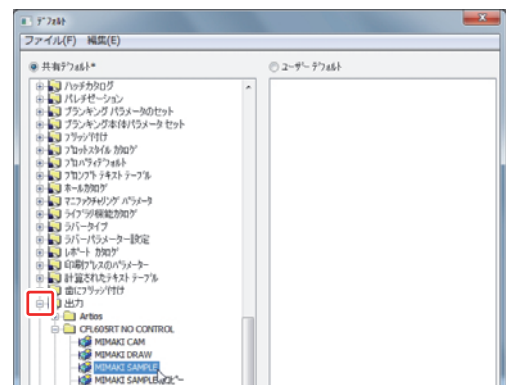 デフォルト
ファイル(F) 編集(E)
共有デフォルト*
ユーザーデフォルト
ハッチカタログ
パレチゼーション
ブランキングパラメータのセット
ブランキング本体パラメータ セット
ブリッジ付け
プロットスタイル カタログ
プロパティデフォルト
プロンプト テキスト テーブル
ホールカタログ
マニファクチャリング パラメータ
ライブラリ機能カタログ
ラバータイプ
ラバーパラメーター設定
レポート カタログ
印刷プレスのパラメーター
計算されたテキスト テーブル
曲にブリッジ付け
出力
Artios
CFL605RT NO CONTROL
MIMAKI CAM
MIMAKI DRAW
MIMAKI SAMPLE
MIMAKI SAMPLE コピー